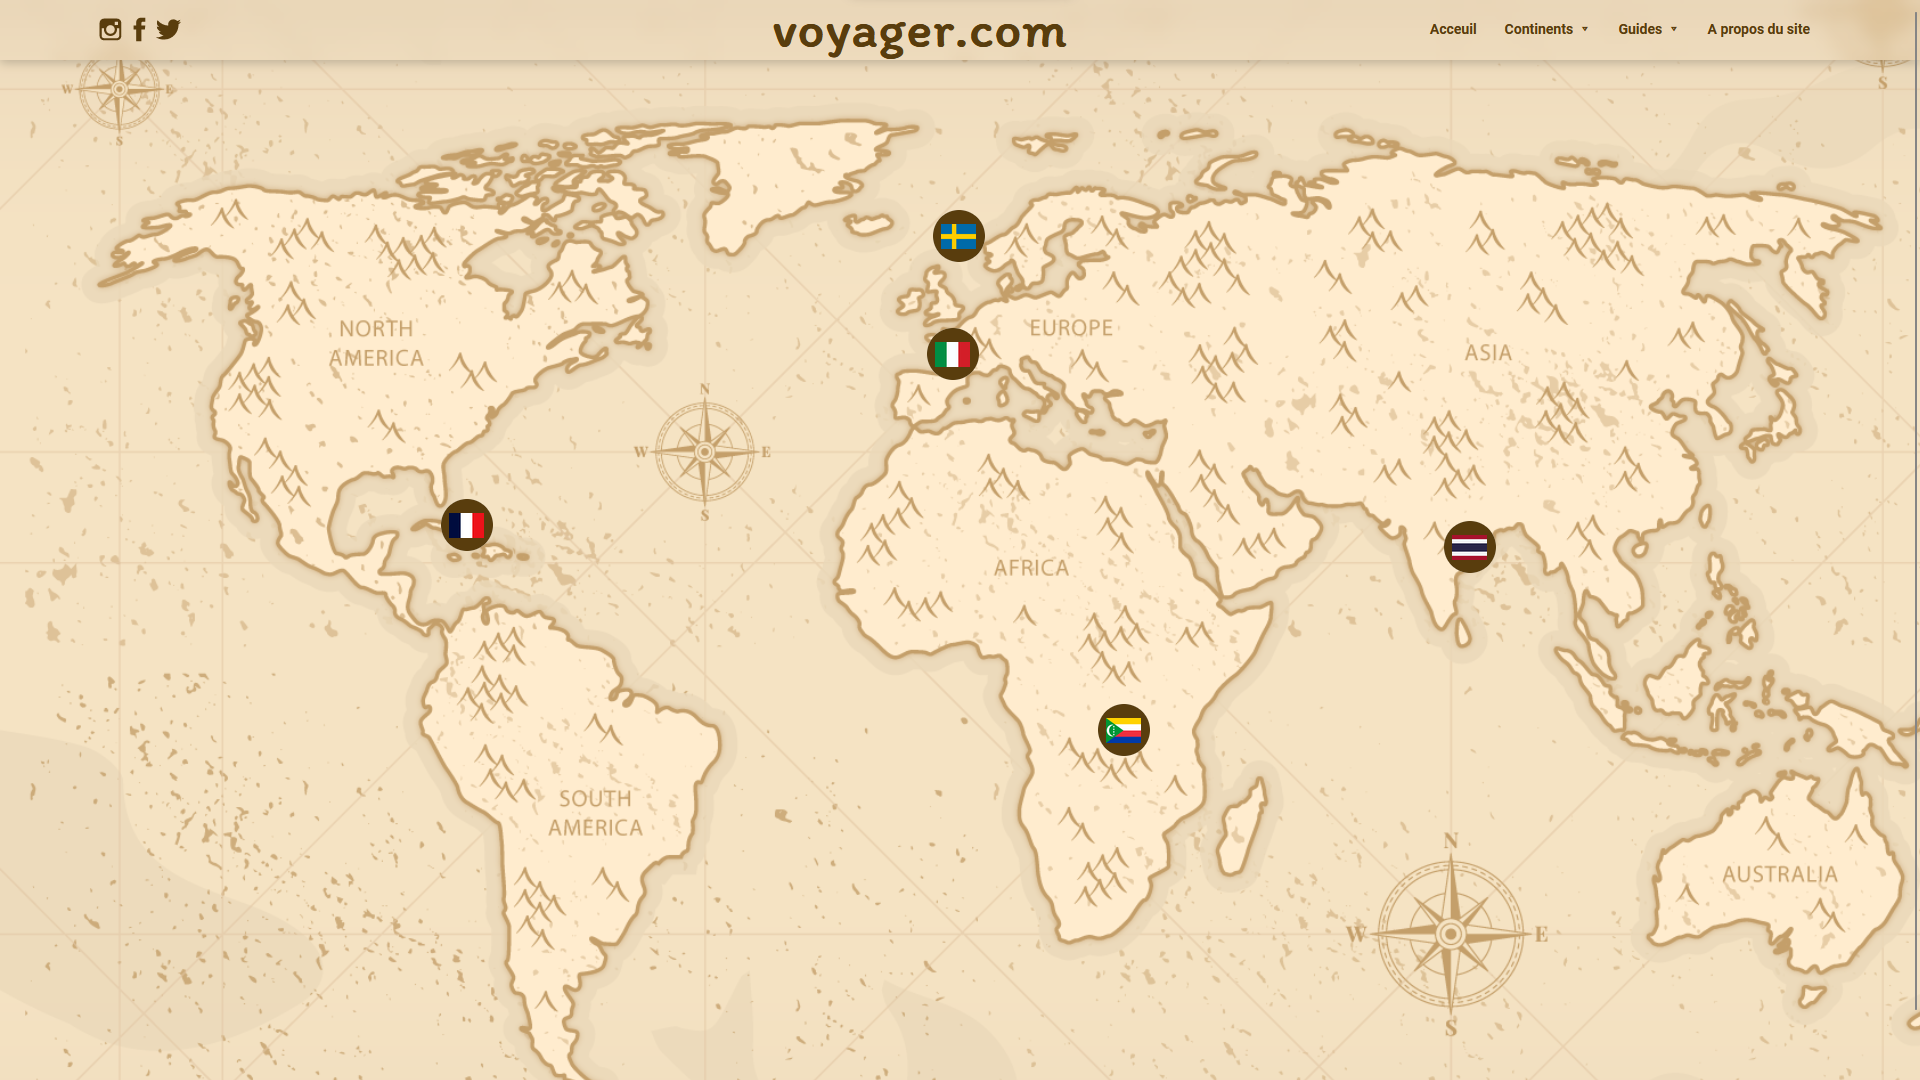 voyager.com
Acceuil
Continents
Guides
A propos du site
W
E
S
S
NORTH
AMERICA
EUROPE
ASIA
N
W
E
S
AFRICA
SOUTH
AMERICA
AUSTRALIA
N
W
E
S